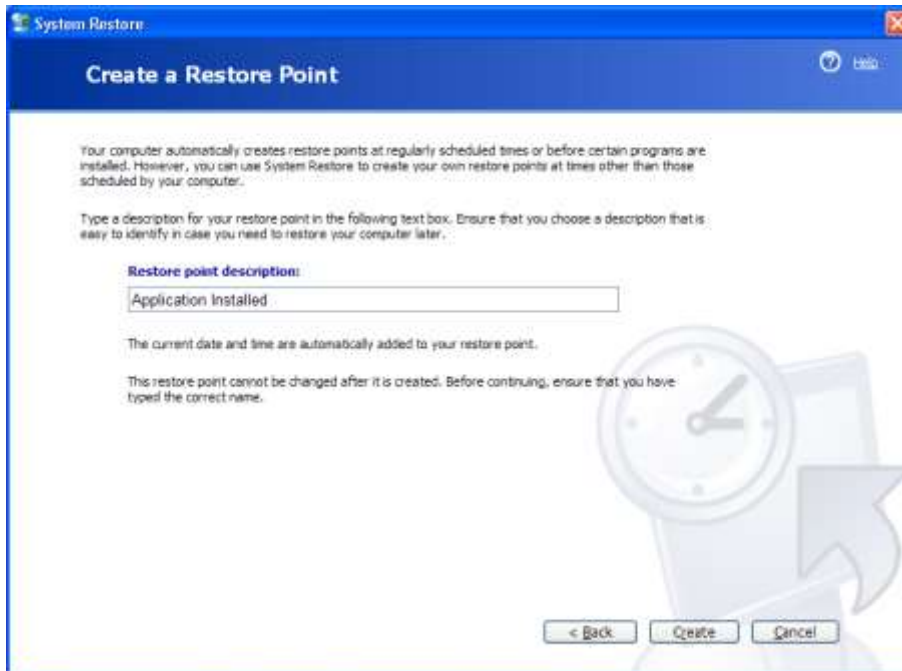 System Restore
Create a Restore Point
Help
Your computer automatically creates restore points at regularly scheduled times or before certain programs are
installed. However, you can use System Restore to create your own restore points at times other than those
scheduled by your computer.
Type a description for your restore point in the following text box. Ensure that you choose a description that is
easy to identify in case you need to restore your computer later.
Restore point description:
Application Installed
The current date and time are automatically added to your restore point.
This restore point cannot be changed after it is created. Before continuing, ensure that you have
typed the correct name.
< Back Create Cancel